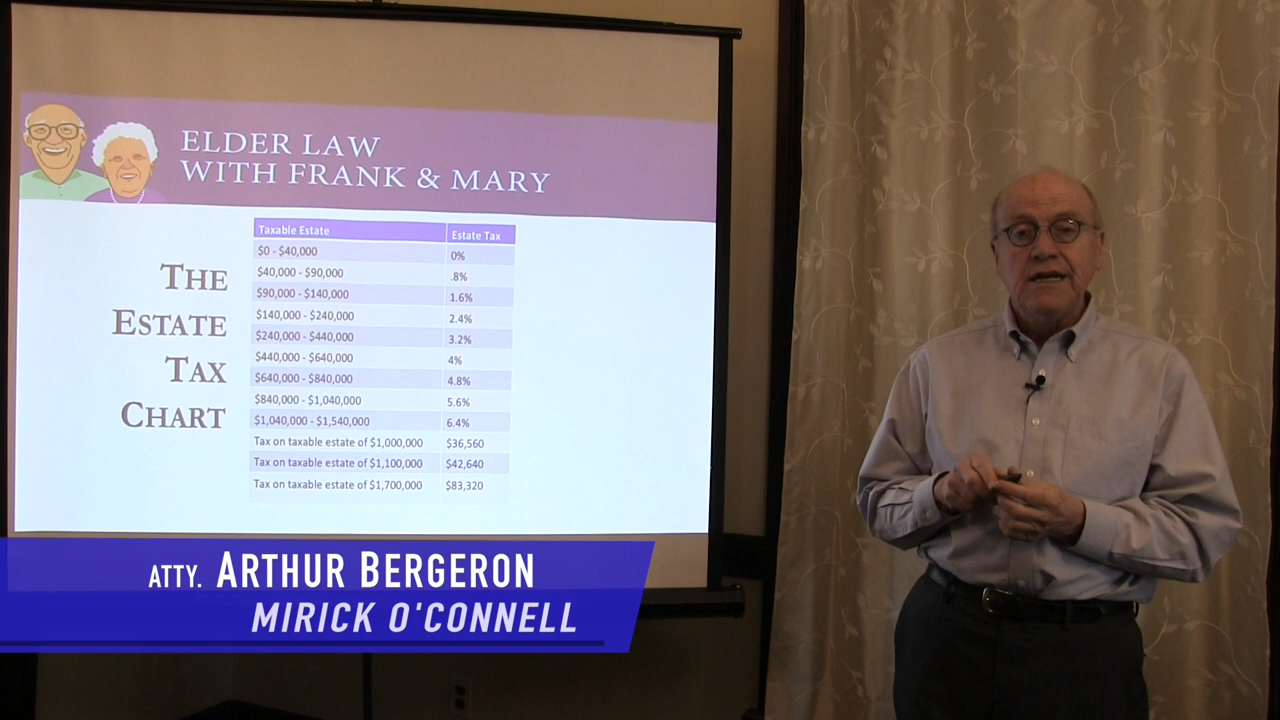 ELDER LAW
WITH FRANK & MARY
THE
ESTATE
TAX
CHART
Taxable Estate Estate Tax
$0 - $40,000 0%
$40,000 - $90,000 .8%
$90,000 - $140,000 1.6%
$140,000 - $240,000 2.4%
$240,000 - $440,000 3.2%
$440,000 - $640,000 4%
$640,000 - $840,000 4.8%
$840,000 - $1,040,000 5.6%
$1,040,000 - $1,540,000 6.4%
Tax on taxable estate of $1,000,000 $36,560
Tax on taxable estate of $1,100,000 $42,640
Tax on taxable estate of $1,700,000 $83,320
ATTY. ARTHUR BERGERON
MIRICK O'CONNELL